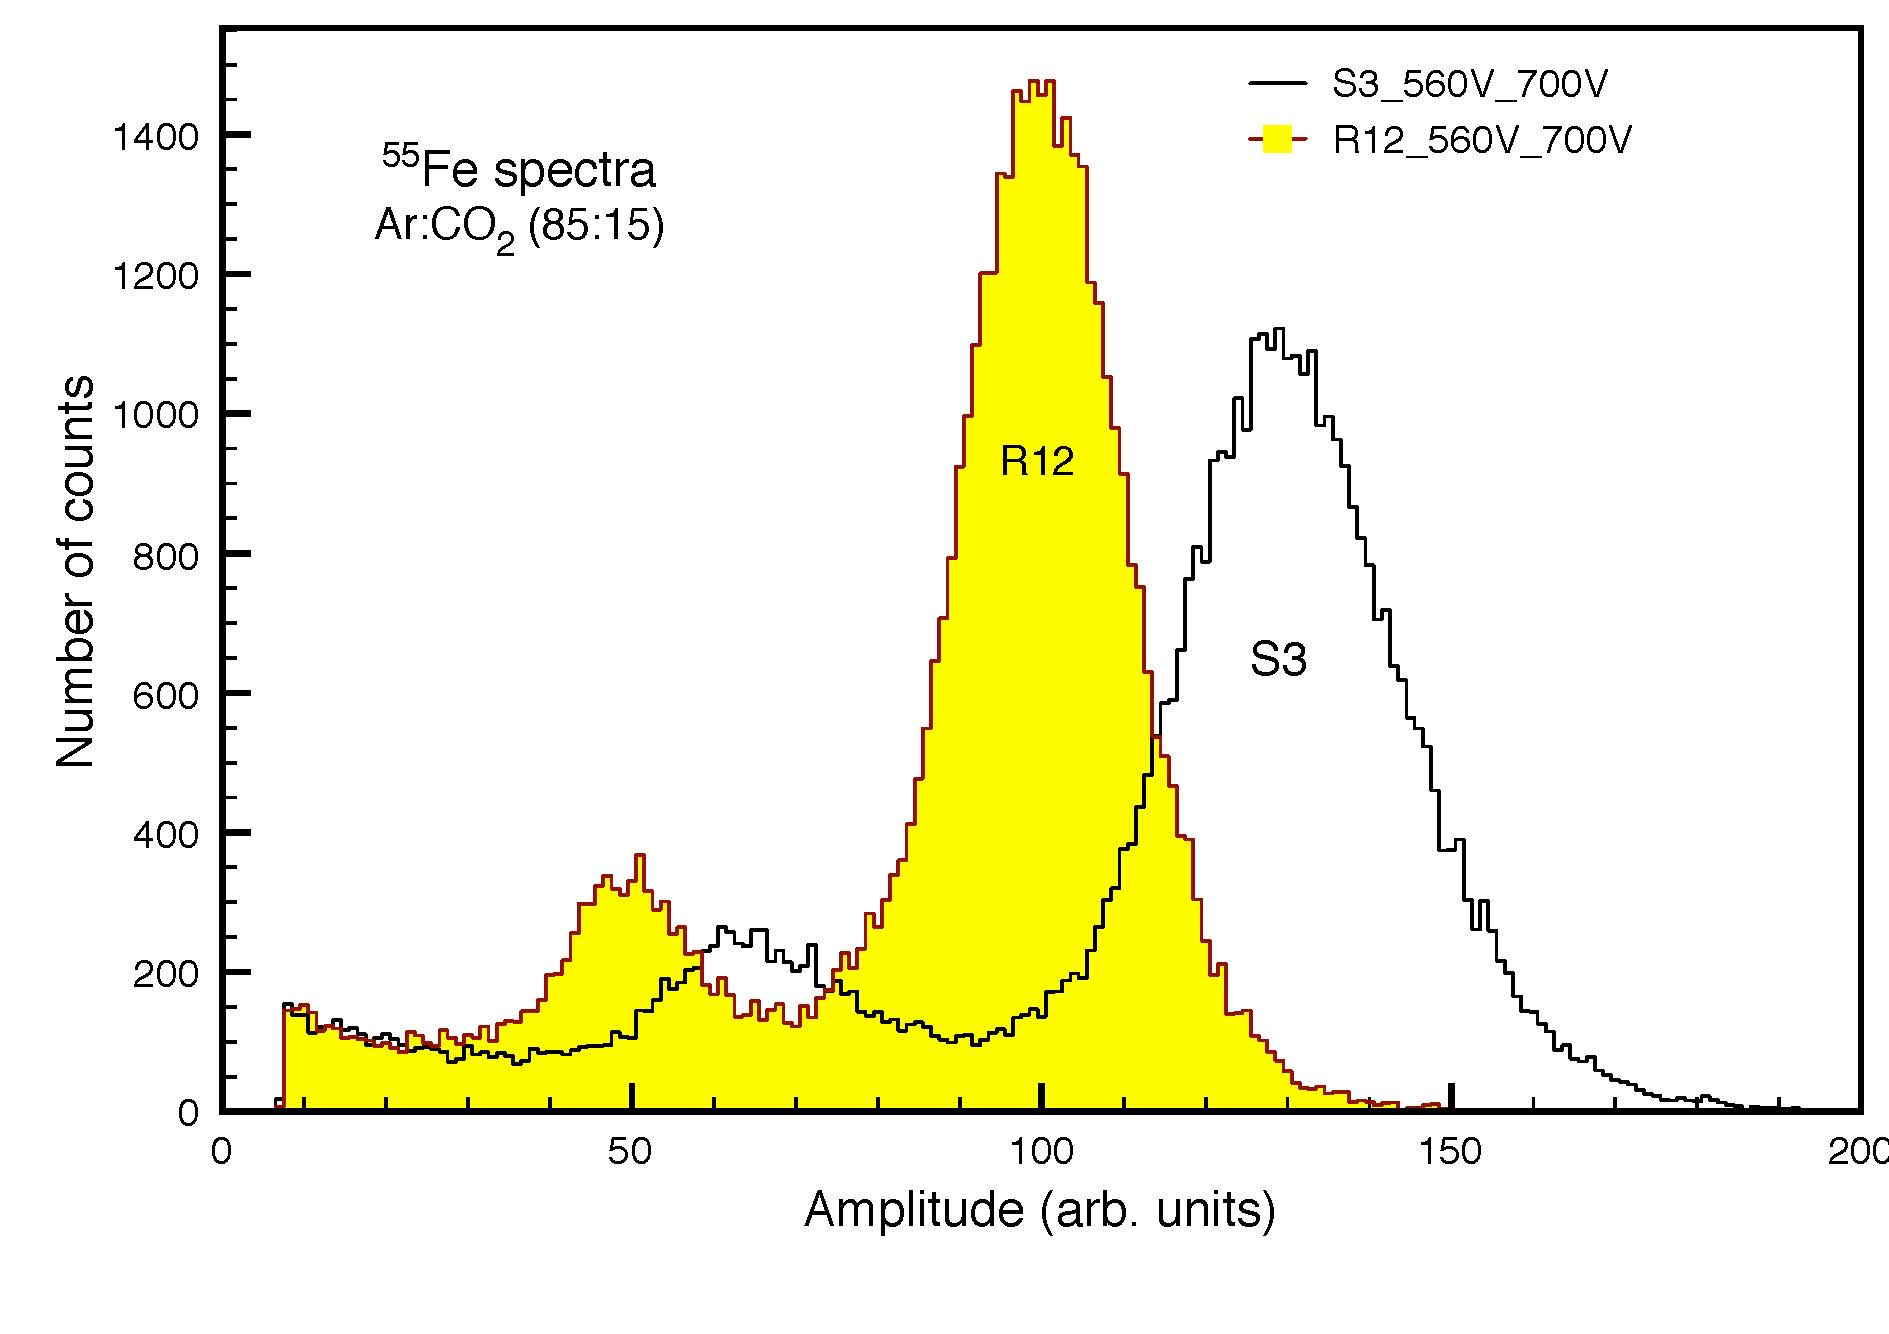 S3_560V_700V
R12_560V_700V
⁵⁵Fe spectra
Ar:CO₂ (85:15)
R12
S3
Number of counts
1400
1200
1000
800
600
400
200
0
0 50 100 150 200
Amplitude (arb. units)